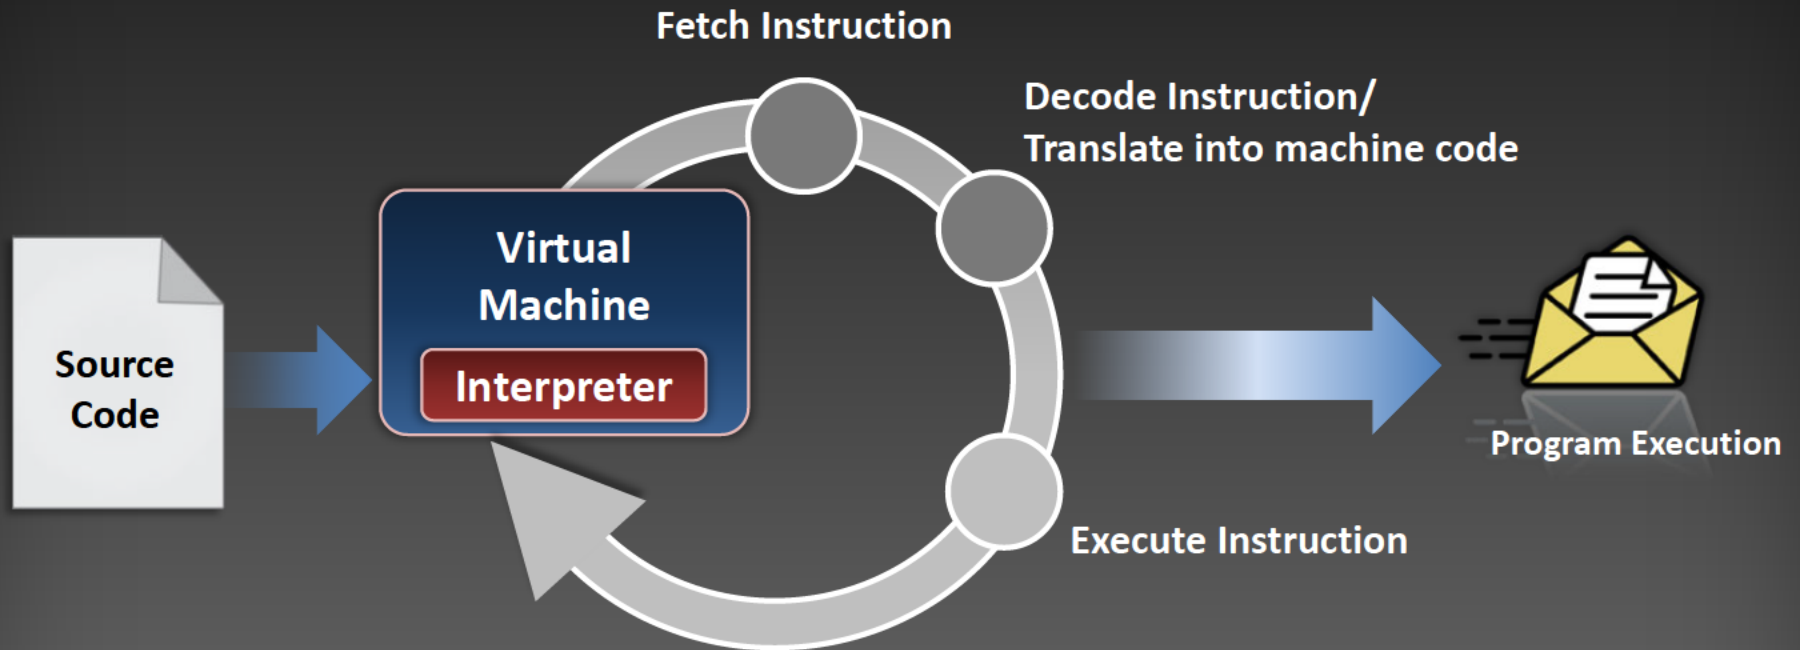 Fetch Instruction
Decode Instruction/
Translate into machine code
Virtual
Machine
Interpreter
Source
Code
Program Execution
Execute Instruction